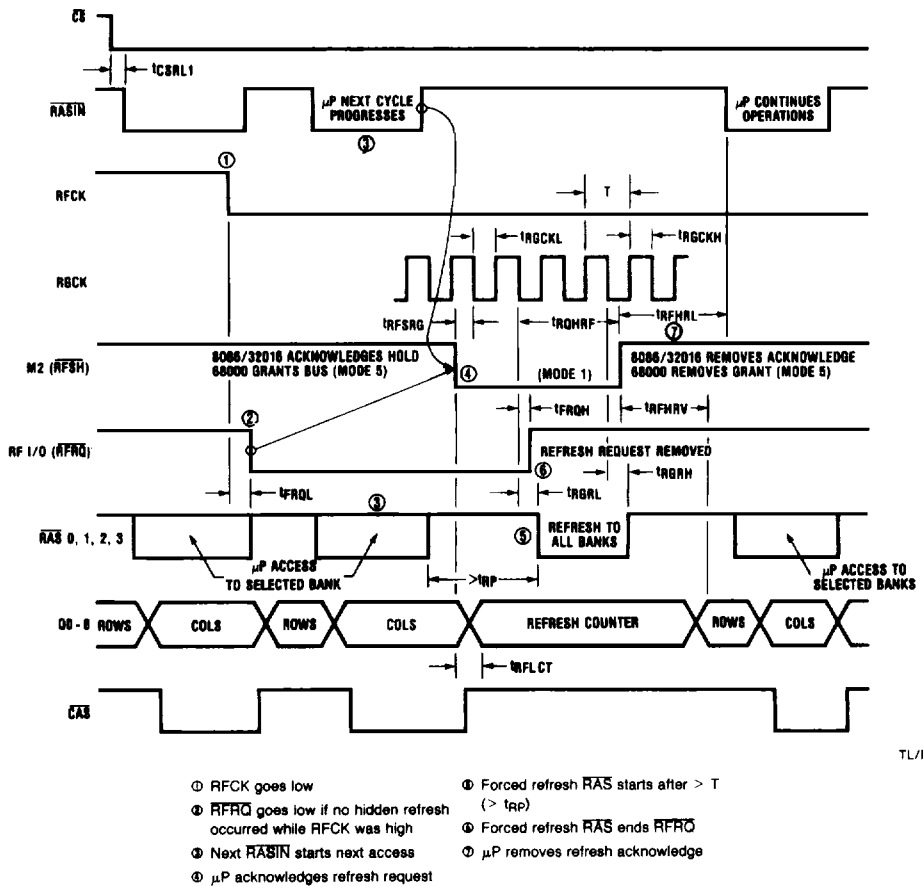 CS
tCSRL1
RASIN
μP NEXT CYCLE
PROGRESSES
μP CONTINUES
OPERATIONS
③
①
RFCK
T
tRGCKL
tRGCKH
RGCK
tRFSRG
tRQHRF
tRFHRL
⑦
M2 (RFSH)
8086/32016 ACKNOWLEDGES HOLD
68000 GRANTS BUS (MODE 5)
④
(MODE 1)
8086/32016 REMOVES ACKNOWLEDGE
68000 REMOVES GRANT (MODE 5)
②
tFRQH
tRFHRV
RF I/O (RFRQ)
REFRESH REQUEST REMOVED
⑥
tFRQL
③
tRGRL
tRGRH
RAS 0, 1, 2, 3
⑤
REFRESH TO
ALL BANKS
μP ACCESS
TO SELECTED BANK
>tRP
μP ACCESS TO
SELECTED BANKS
Q0-8
ROWS
COLS
ROWS
COLS
REFRESH COUNTER
ROWS
COLS
tRFLCT
CAS
TL/
① RFCK goes low
② RFRQ goes low if no hidden refresh
occurred while RFCK was high
③ Next RASIN starts next access
④ μP acknowledges refresh request
⑤ Forced refresh RAS starts after > T
(> tRP)
⑥ Forced refresh RAS ends RFRQ
⑦ μP removes refresh acknowledge